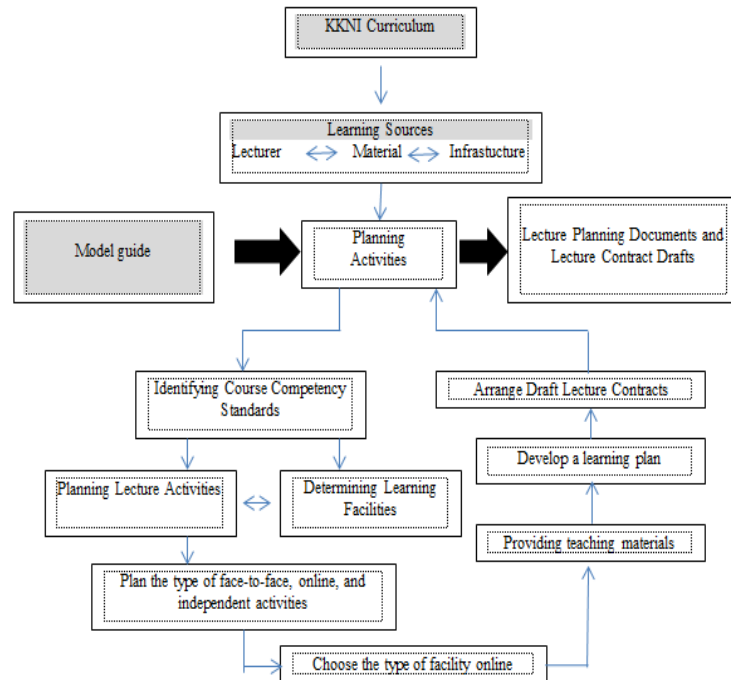 KKNI Curriculum
Learning Sources
Lecturer Material Infrastucture
Model guide
Planning
Activities
Lecture Planning Documents and
Lecture Contract Drafts
Identifying Course Competency
Standards
Arrange Draft Lecture Contracts
Develop a learning plan
Planning Lecture Activities
Determining Learning
Facilities
Providing teaching materials
Plan the type of face-to-face, online, and
independent activities
Choose the type of facility online